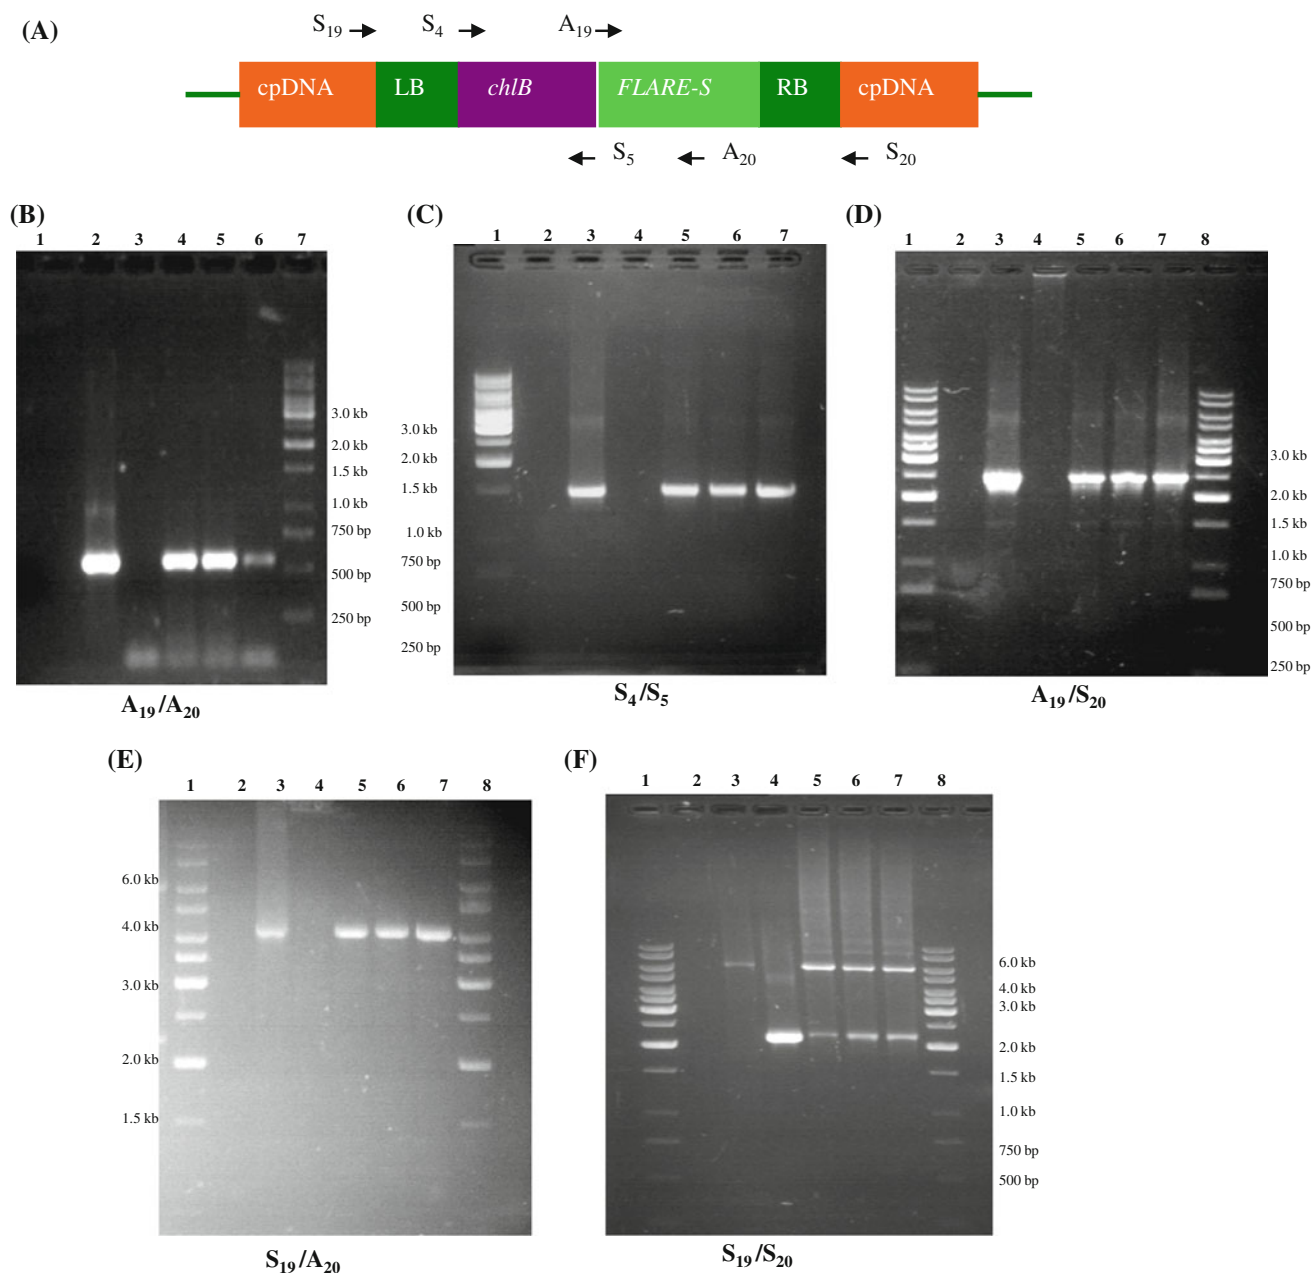 (A)
S19 S4 A19
cpDNA LB chlB FLARE-S RB cpDNA
S5 A20 S20
(B)
1 2 3 4 5 6 7
3.0 kb
2.0 kb
1.5 kb
1.0 kb
750 bp
500 bp
250 bp
A19/A20
(C)
1 2 3 4 5 6 7
3.0 kb
2.0 kb
1.5 kb
1.0 kb
750 bp
500 bp
250 bp
S4/S5
(D)
1 2 3 4 5 6 7 8
3.0 kb
2.0 kb
1.5 kb
1.0 kb
750 bp
500 bp
250 bp
A19/S20
(E)
1 2 3 4 5 6 7 8
6.0 kb
4.0 kb
3.0 kb
2.0 kb
1.5 kb
S19/A20
(F)
1 2 3 4 5 6 7 8
6.0 kb
4.0 kb
3.0 kb
2.0 kb
1.5 kb
1.0 kb
750 bp
500 bp
S19/S20